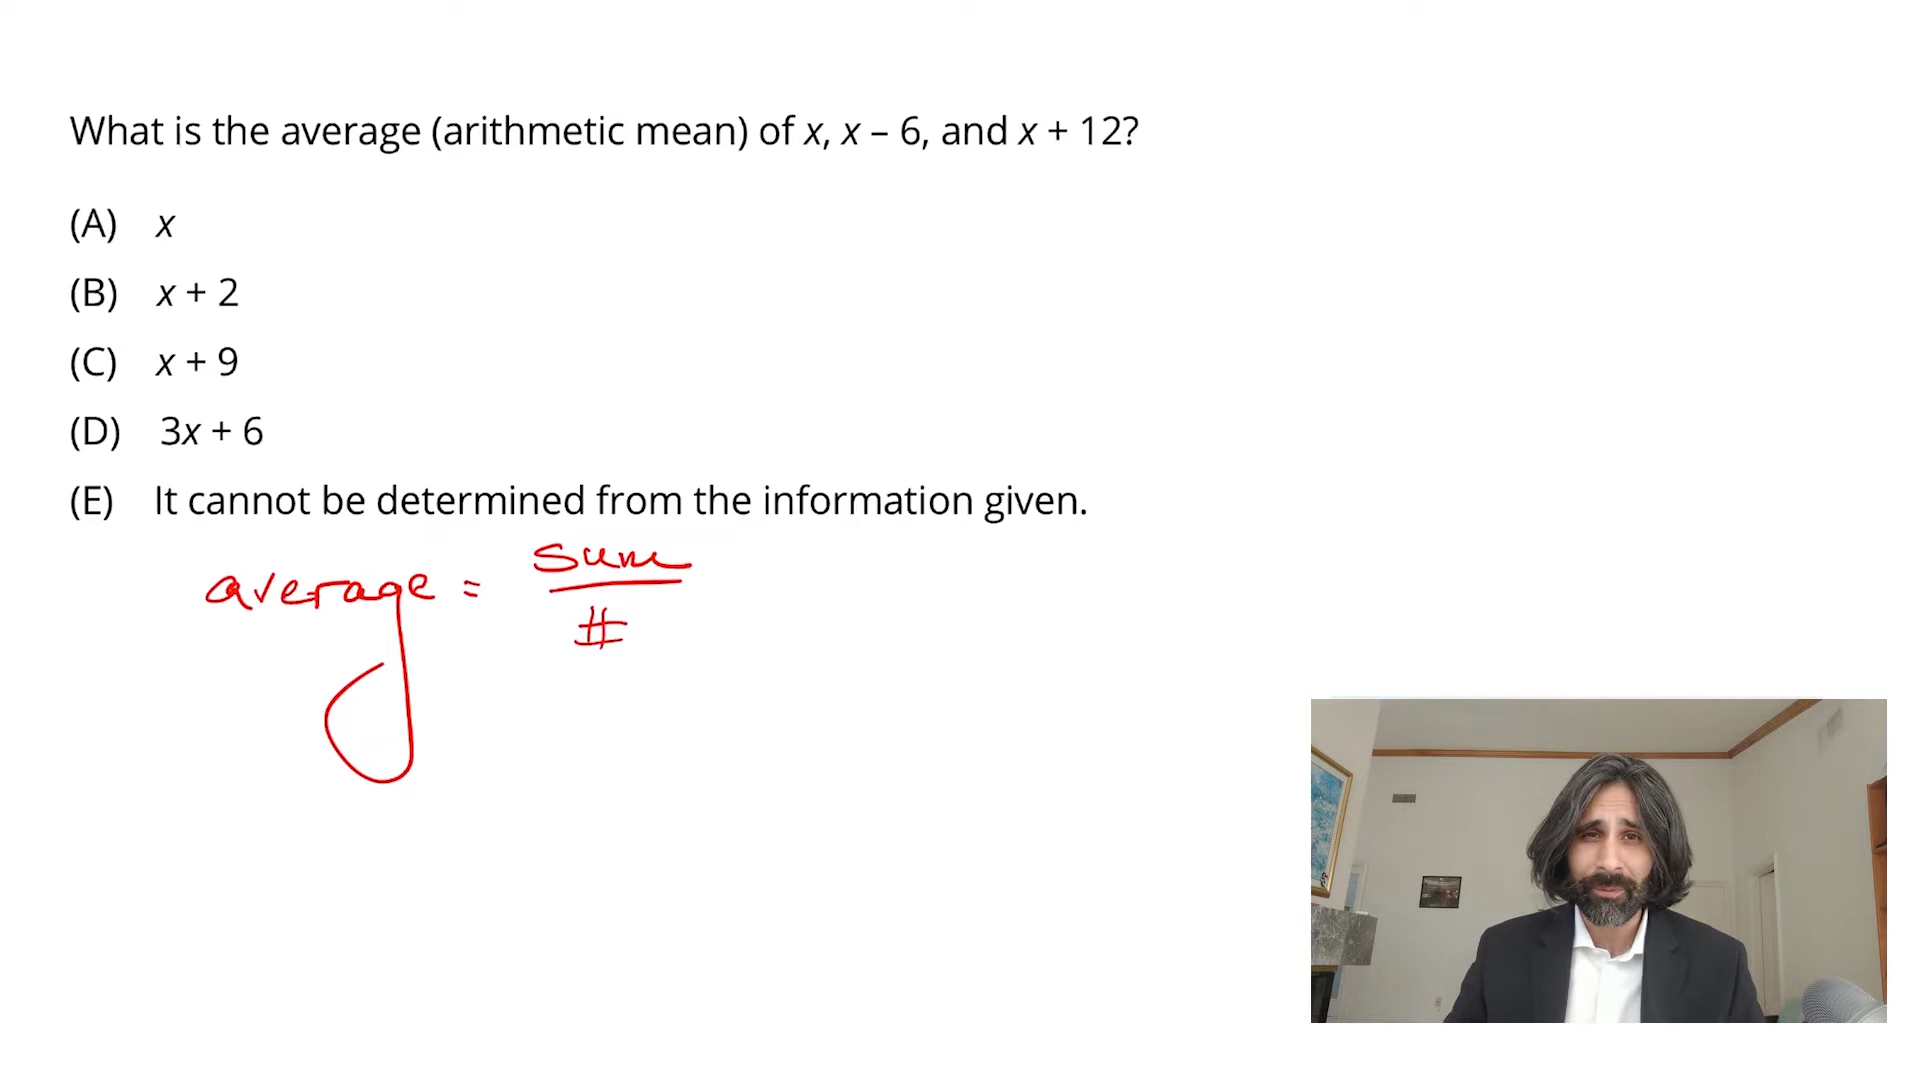 What is the average (arithmetic mean) of x, x – 6, and x + 12?
(A) x
(B) x + 2
(C) x + 9
(D) 3x + 6
(E) It cannot be determined from the information given.
average = sum
#